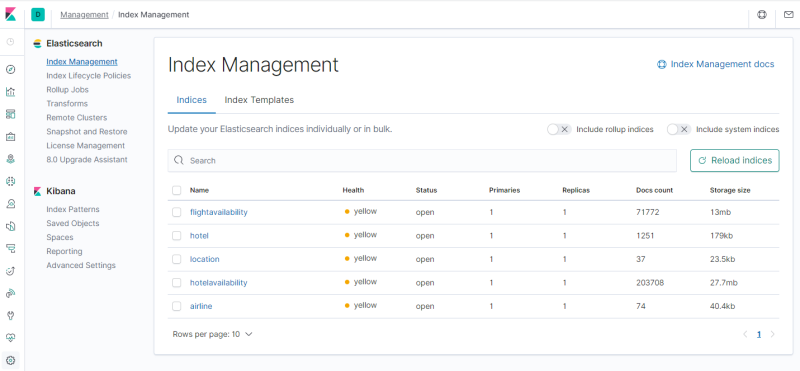 D Management / Index Management
Elasticsearch
Index Management
Index Lifecycle Policies
Rollup Jobs
Transforms
Remote Clusters
Snapshot and Restore
License Management
8.0 Upgrade Assistant
Kibana
Index Patterns
Saved Objects
Spaces
Reporting
Advanced Settings
Index Management
Index Management docs
Indices Index Templates
Update your Elasticsearch indices individually or in bulk.
Include rollup indices Include system indices
Search
Reload indices
Name Health Status Primaries Replicas Docs count Storage size
flightavailability yellow open 1 1 71772 13mb
hotel yellow open 1 1 1251 179kb
location yellow open 1 1 37 23.5kb
hotelavailability yellow open 1 1 203708 27.7mb
airline yellow open 1 1 74 40.4kb
Rows per page: 10
1